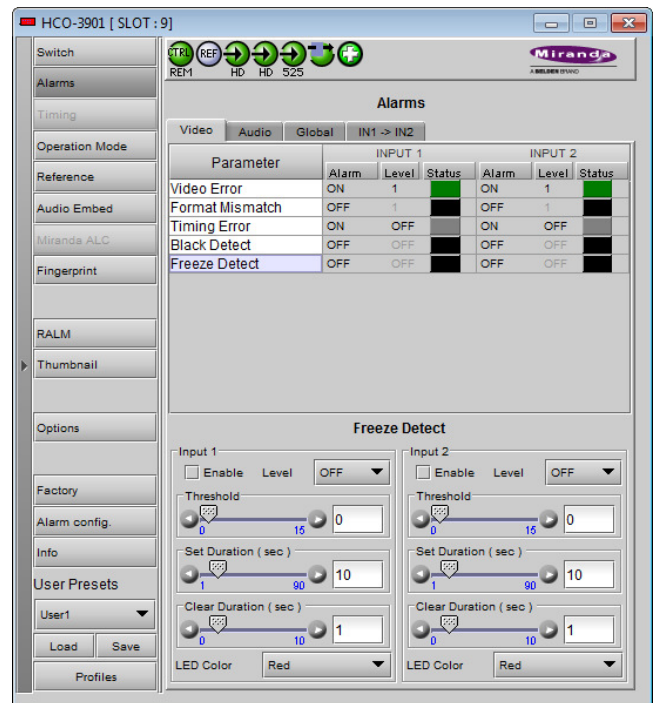 HCO-3901 [ SLOT : 9]
Switch
Alarms
Timing
Operation Mode
Reference
Audio Embed
Miranda ALC
Fingerprint
RALM
Thumbnail
Options
Factory
Alarm config.
Info
User Presets
User1
Load Save
Profiles
CTRL REF
REM HD HD 525
Miranda
A BELDEN BRAND
Alarms
Video Audio Global IN1 -> IN2
Parameter INPUT 1 INPUT 2
Alarm Level Status Alarm Level Status
Video Error ON 1 ON 1
Format Mismatch OFF 1 OFF 1
Timing Error ON OFF ON OFF
Black Detect OFF OFF OFF OFF
Freeze Detect OFF OFF OFF OFF
Freeze Detect
Input 1
Enable Level OFF
Threshold
0 15 0
Set Duration ( sec )
1 90 10
Clear Duration ( sec )
0 10 1
LED Color Red
Input 2
Enable Level OFF
Threshold
0 15 0
Set Duration ( sec )
1 90 10
Clear Duration ( sec )
0 10 1
LED Color Red